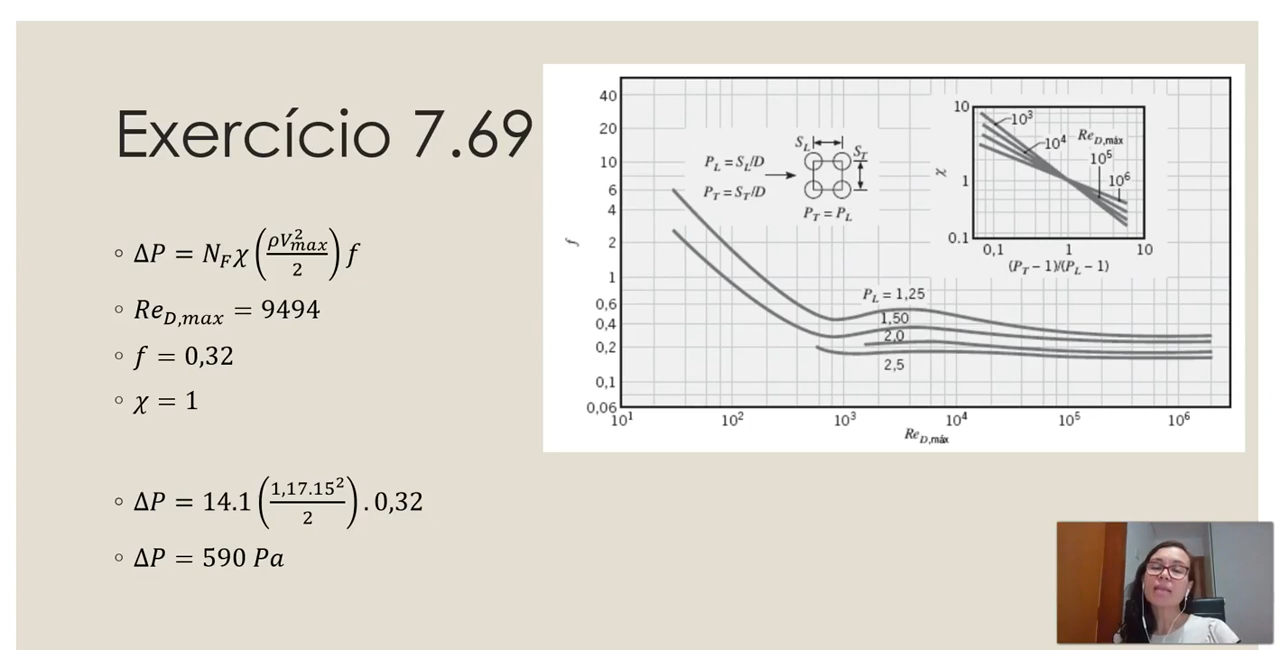 Exercício 7.69
◦ ΔP = N_F χ (ρV²_max / 2) f
◦ Re_D,max = 9494
◦ f = 0,32
◦ χ = 1
◦ ΔP = 14.1 (1,17.15² / 2) . 0,32
◦ ΔP = 590 Pa
40
20
10
6
4
2
1
0,6
0,4
0,2
0,1
0,06
f
10¹ 10² 10³ 10⁴ 10⁵ 10⁶
Re_D,máx
P_L = S_L/D
P_T = S_T/D
S_L
S_T
P_T = P_L
P_L = 1,25
1,50
2,0
2,5
10
1
0.1
χ
10³
10⁴
Re_D,máx
10⁵
10⁶
0,1 1 10
(P_T − 1)/(P_L − 1)